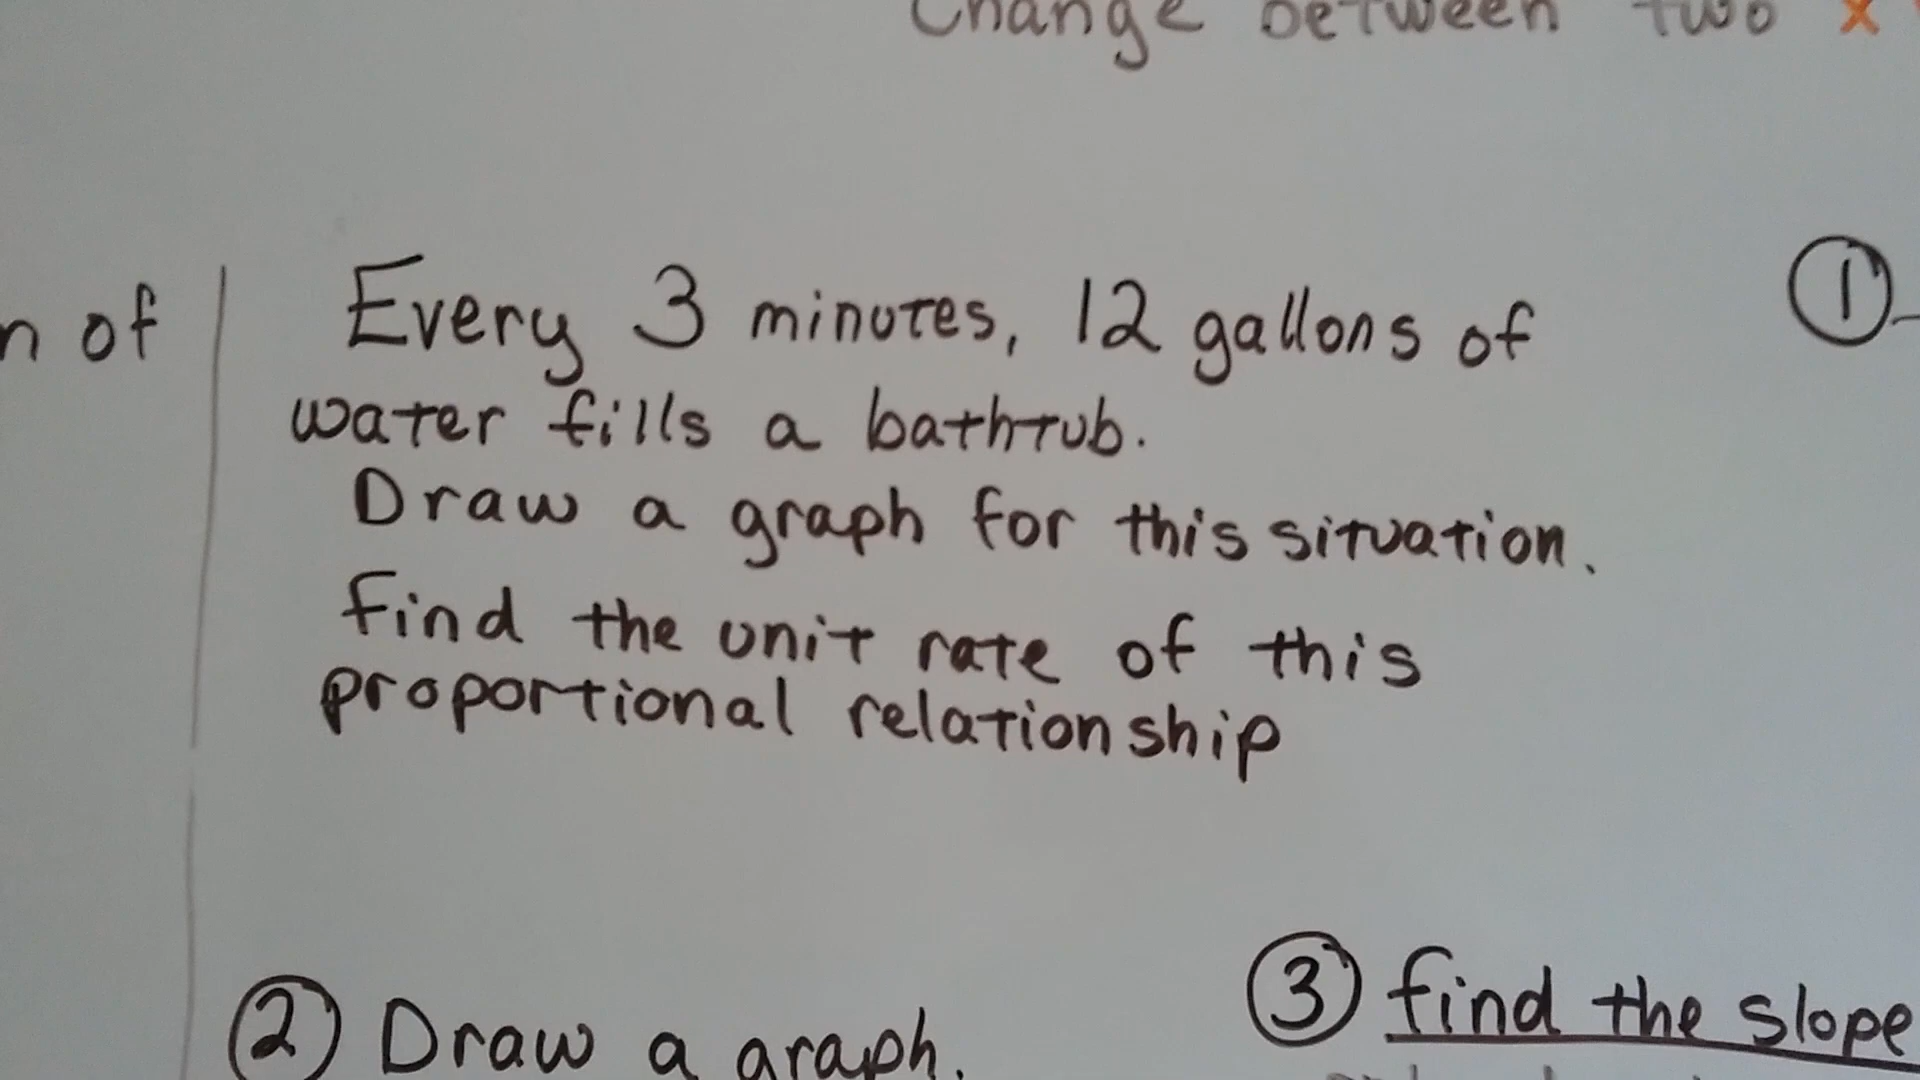 Change between two x
n of
①
Every 3 minutes, 12 gallons of
water fills a bathtub.
Draw a graph for this situation.
find the unit rate of this
proportional relationship
② Draw a graph.
③ find the slope